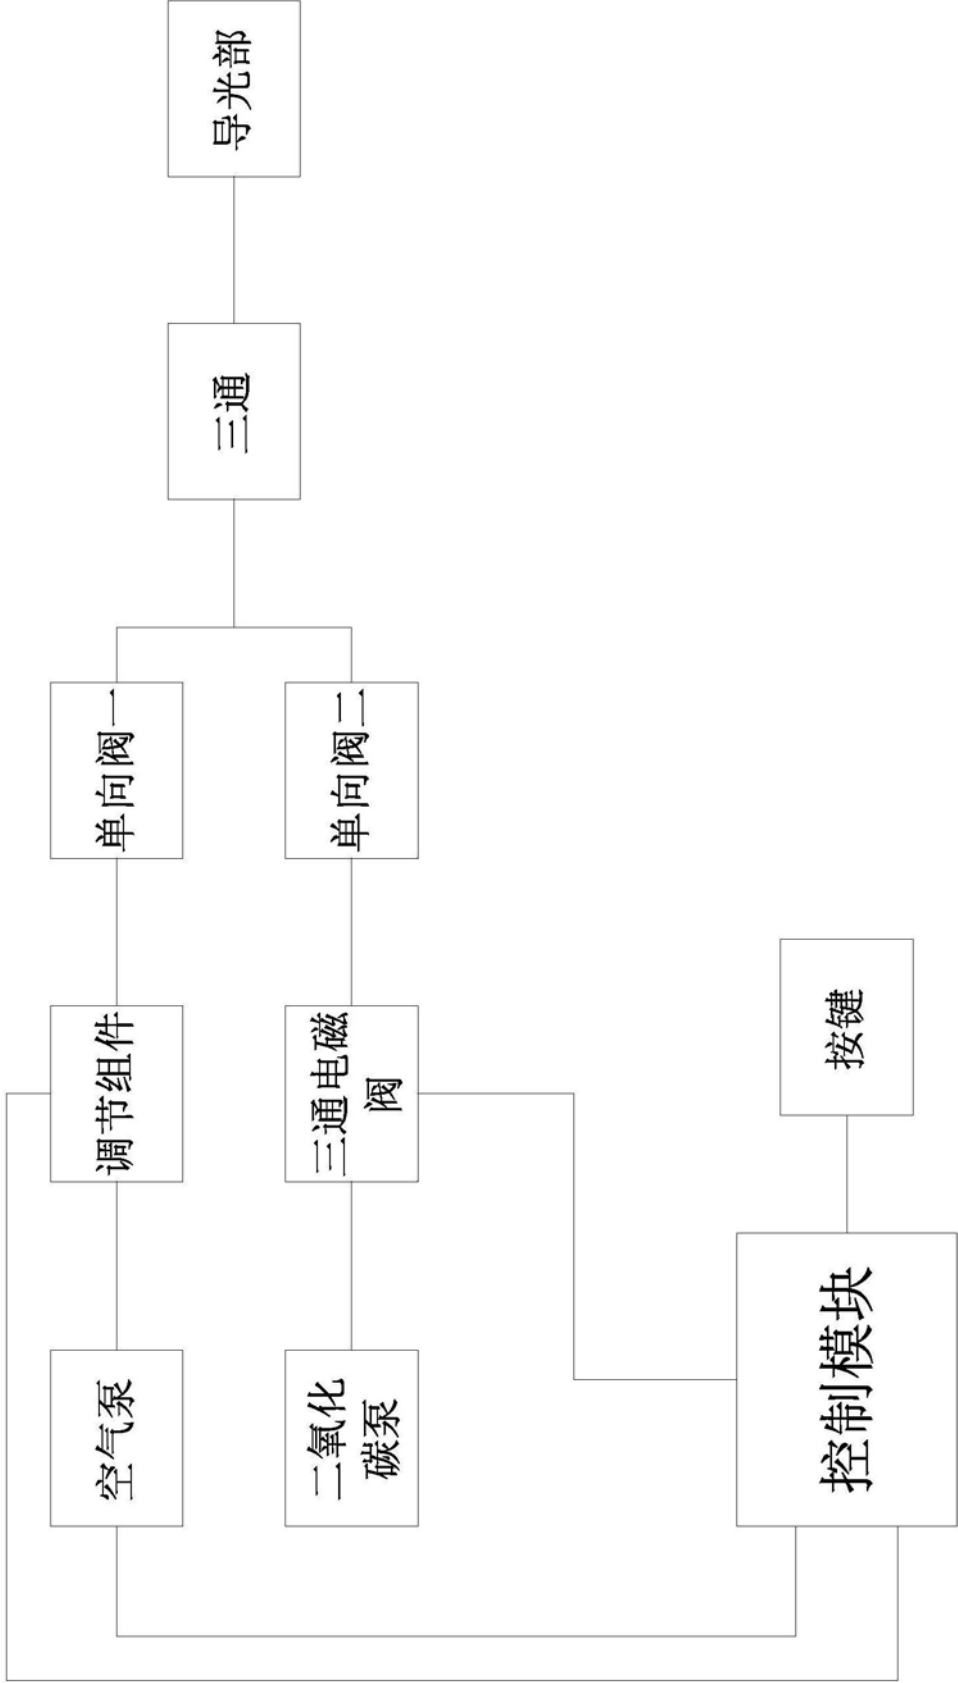 空气泵
调节组件
单向阀一
三通
导光部
二氧化
碳泵
三通电磁
阀
单向阀二
控制模块
按键